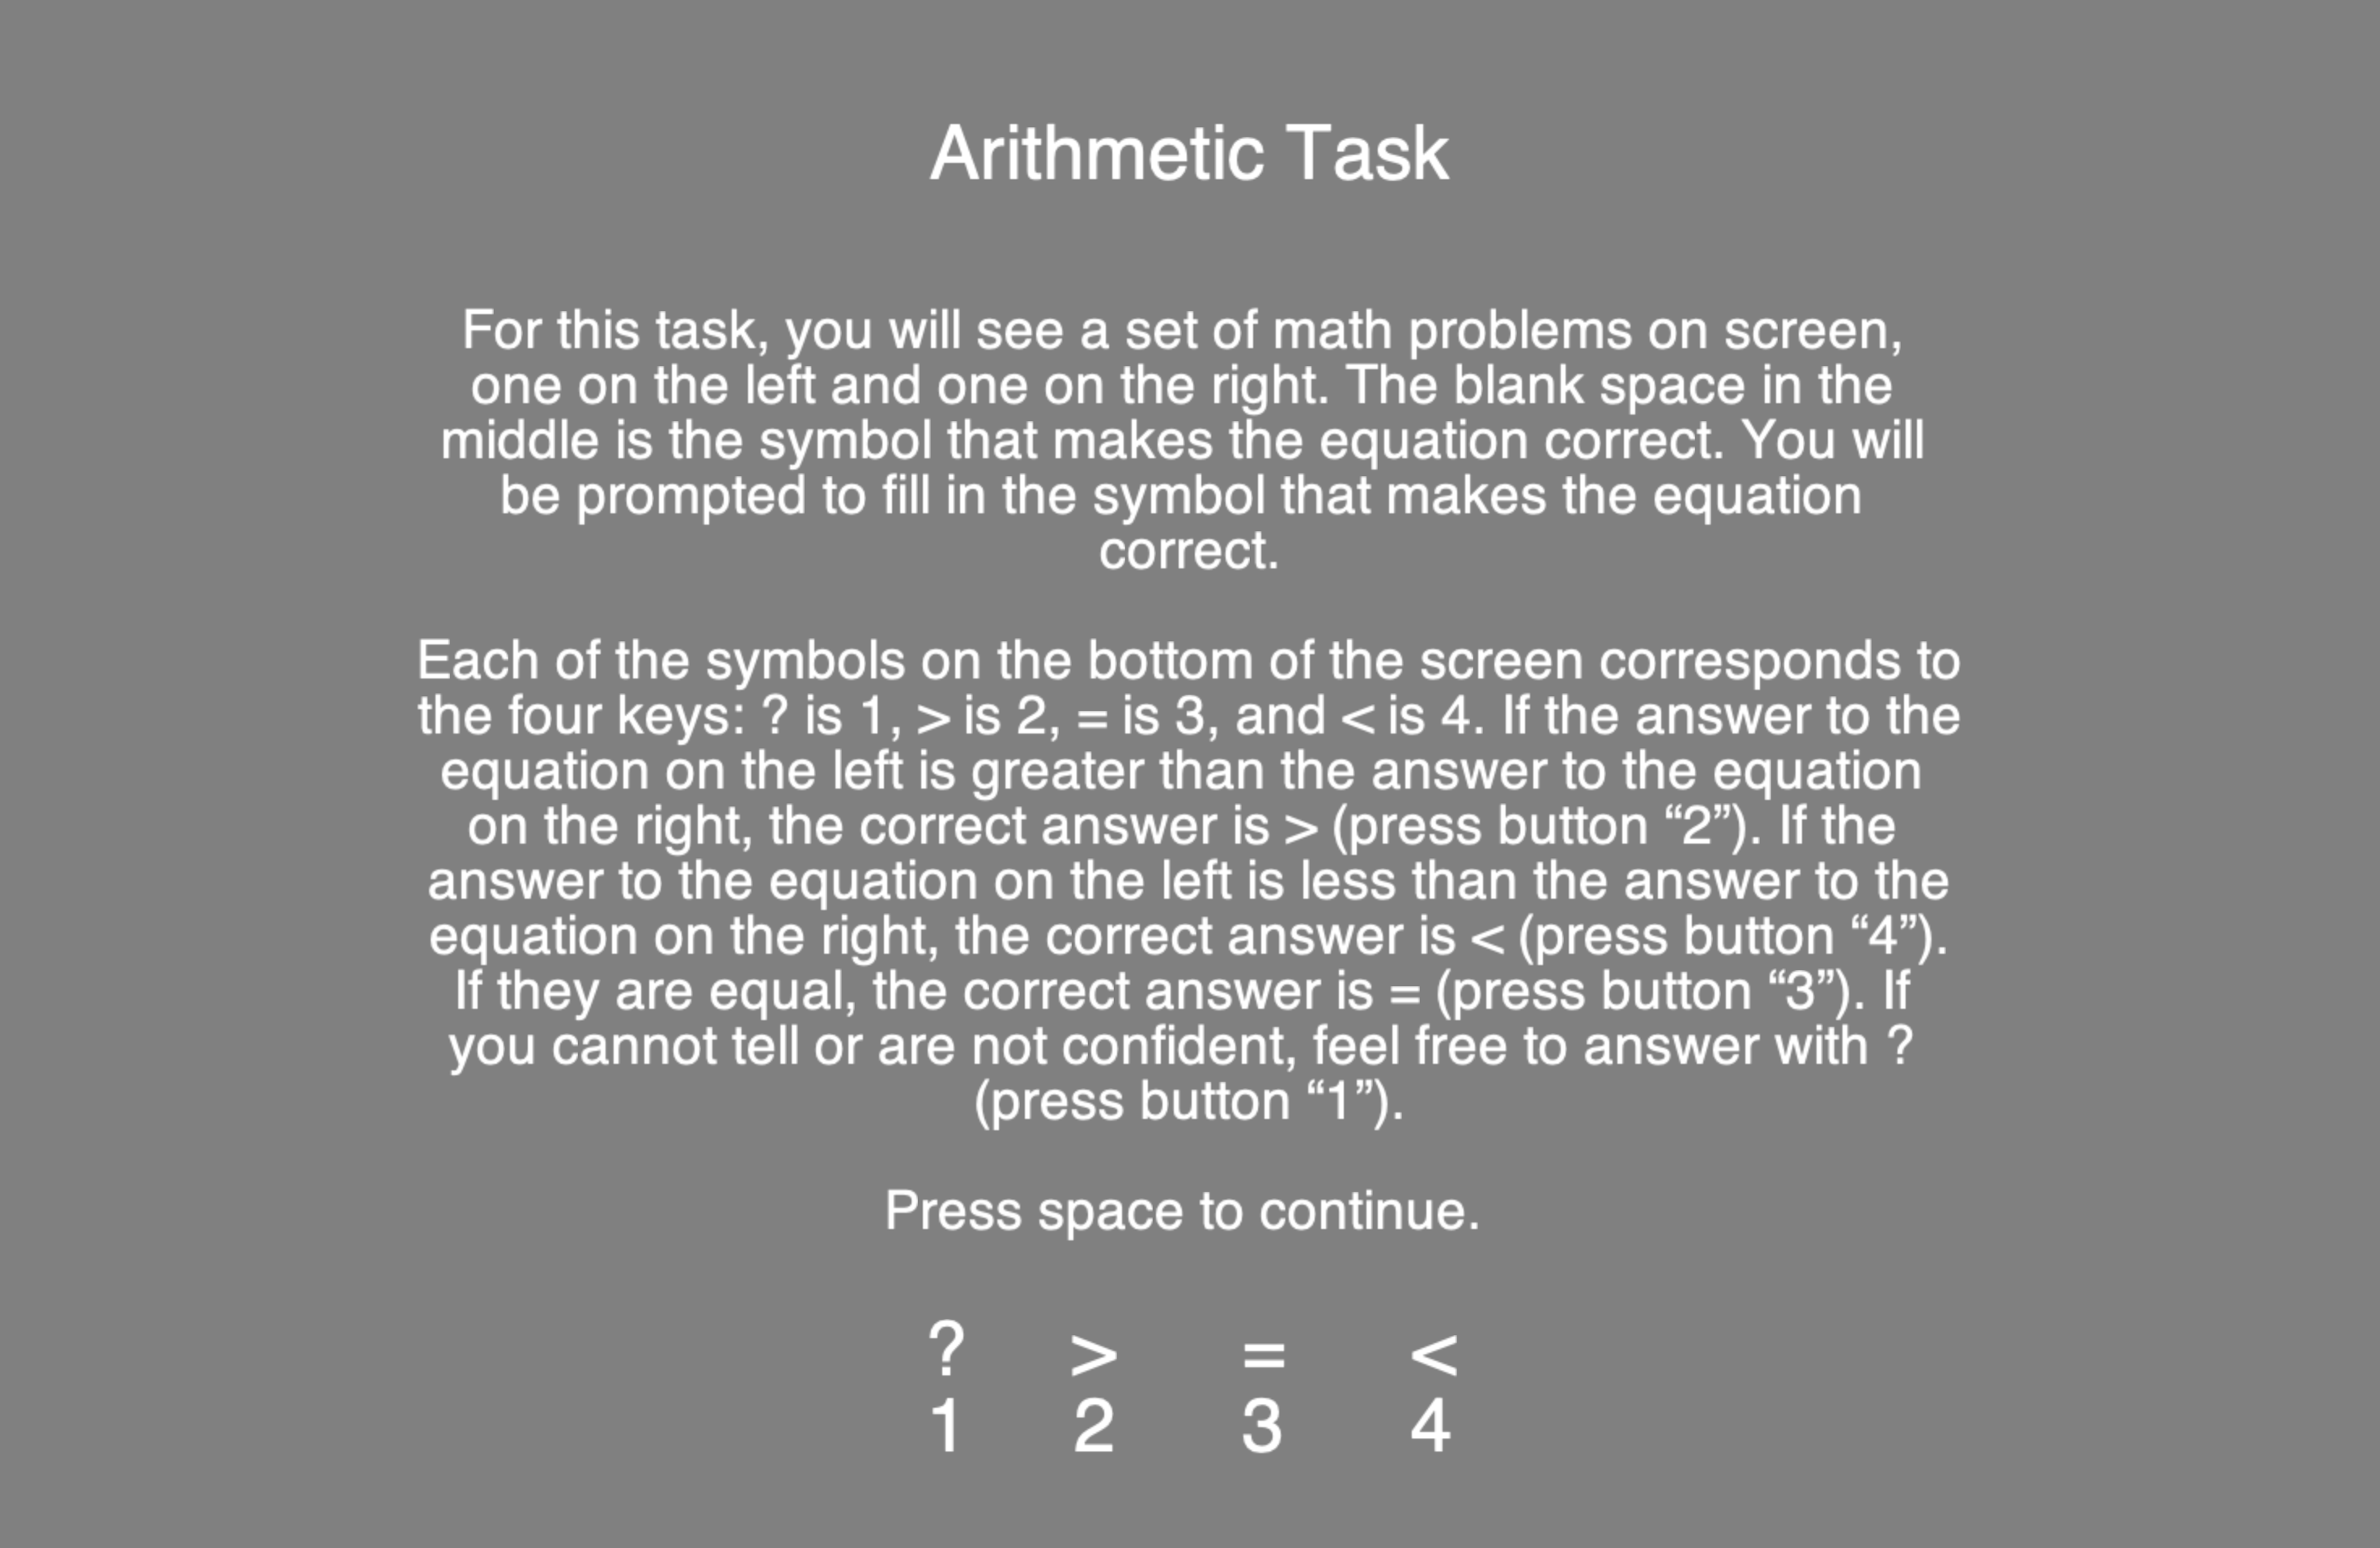 Arithmetic Task
For this task, you will see a set of math problems on screen,
one on the left and one on the right. The blank space in the
middle is the symbol that makes the equation correct. You will
be prompted to fill in the symbol that makes the equation
correct.
Each of the symbols on the bottom of the screen corresponds to
the four keys: ? is 1, > is 2, = is 3, and < is 4. If the answer to the
equation on the left is greater than the answer to the equation
on the right, the correct answer is > (press button “2”). If the
answer to the equation on the left is less than the answer to the
equation on the right, the correct answer is < (press button “4”).
If they are equal, the correct answer is = (press button “3”). If
you cannot tell or are not confident, feel free to answer with ?
(press button “1”).
Press space to continue.
? > = <
1 2 3 4